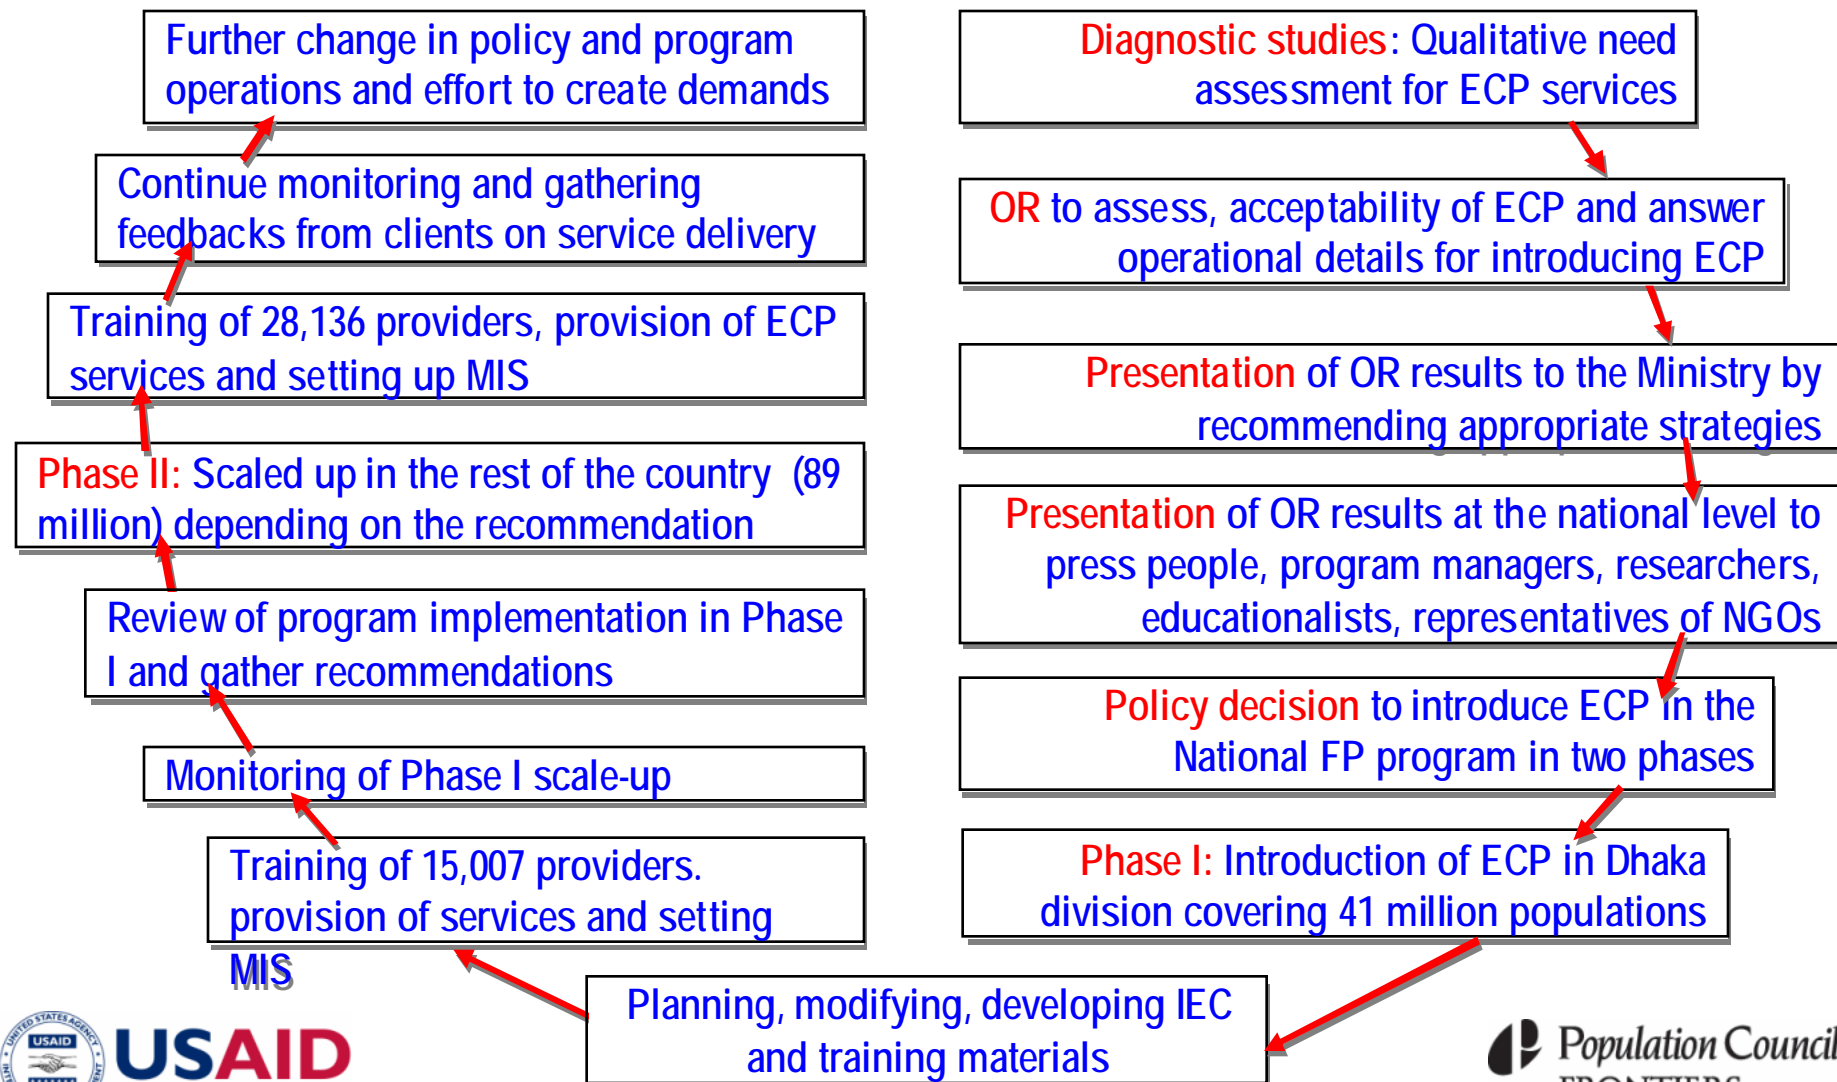 Further change in policy and program
operations and effort to create demands
Continue monitoring and gathering
feedbacks from clients on service delivery
Training of 28,136 providers, provision of ECP
services and setting up MIS
Phase II: Scaled up in the rest of the country (89
million) depending on the recommendation
Review of program implementation in Phase
I and gather recommendations
Monitoring of Phase I scale-up
Training of 15,007 providers.
provision of services and setting
MIS
Diagnostic studies: Qualitative need
assessment for ECP services
OR to assess, acceptability of ECP and answer
operational details for introducing ECP
Presentation of OR results to the Ministry by
recommending appropriate strategies
Presentation of OR results at the national level to
press people, program managers, researchers,
educationalists, representatives of NGOs
Policy decision to introduce ECP in the
National FP program in two phases
Phase I: Introduction of ECP in Dhaka
division covering 41 million populations
Planning, modifying, developing IEC
and training materials
UNITED STATES AGENCY
USAID
USAID
Population Council
FRONTIERS